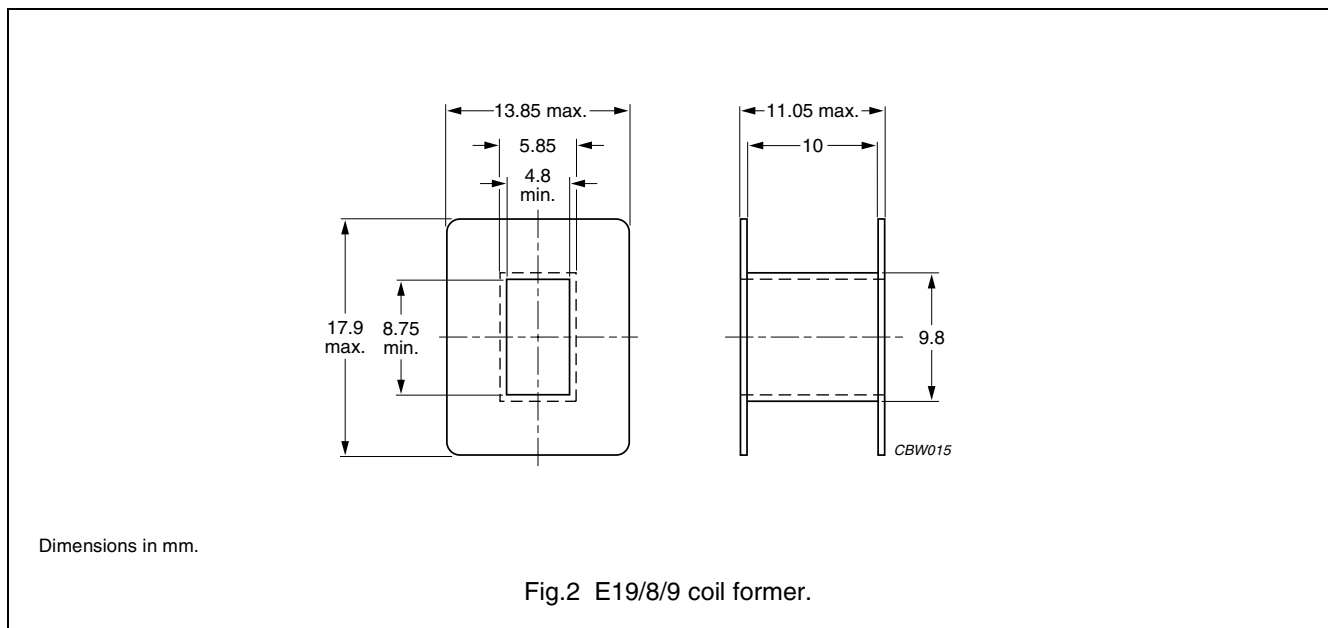 13.85 max.
11.05 max.
5.85
10
4.8
min.
17.9
max.
8.75
min.
9.8
CBW015
Dimensions in mm.
Fig.2 E19/8/9 coil former.